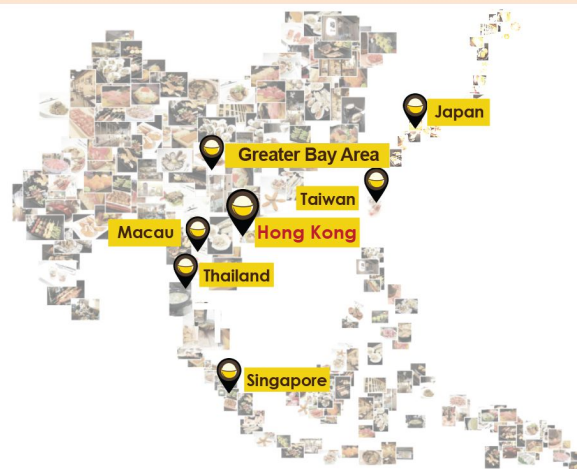 Japan
Greater Bay Area
Taiwan
Macau
Hong Kong
Thailand
Singapore